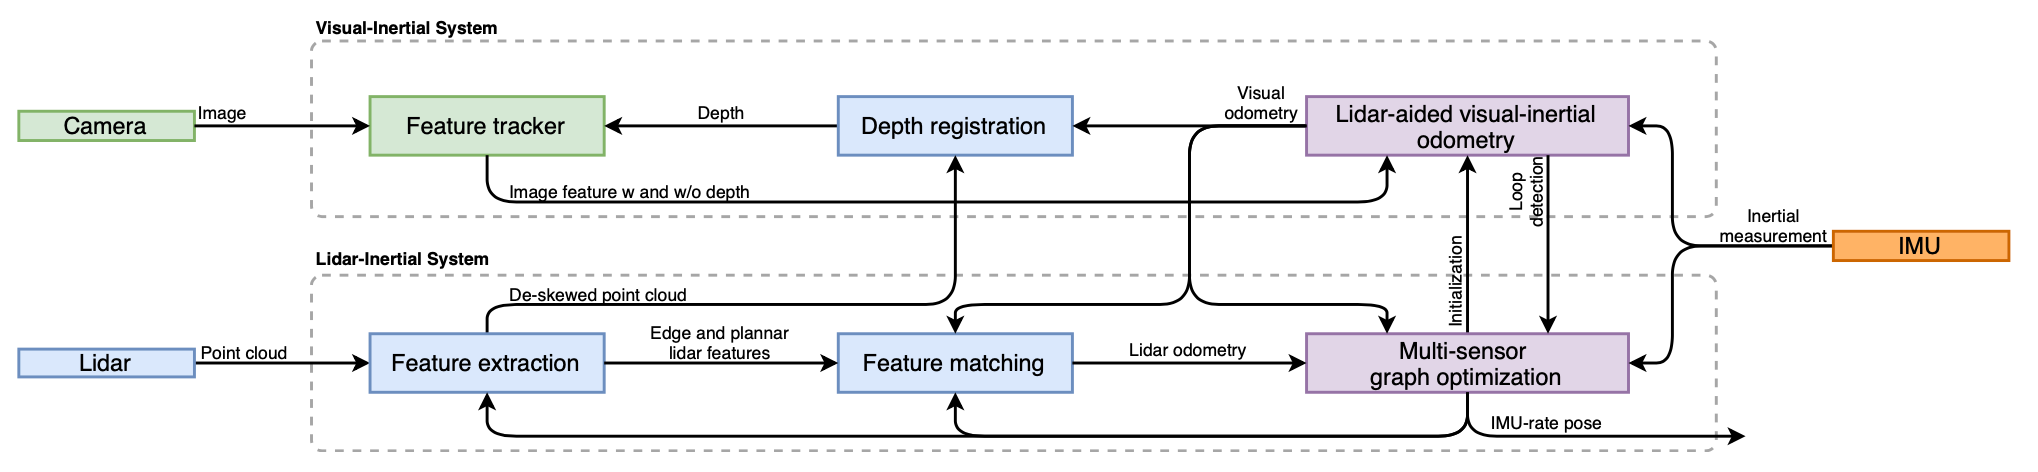 Visual-Inertial System
Camera
Image
Feature tracker
Depth
Depth registration
Visual
odometry
Lidar-aided visual-inertial
odometry
Image feature w and w/o depth
Loop
detection
Initialization
Inertial
measurement
IMU
Lidar-Inertial System
De-skewed point cloud
Lidar
Point cloud
Feature extraction
Edge and plannar
lidar features
Feature matching
Lidar odometry
Multi-sensor
graph optimization
IMU-rate pose